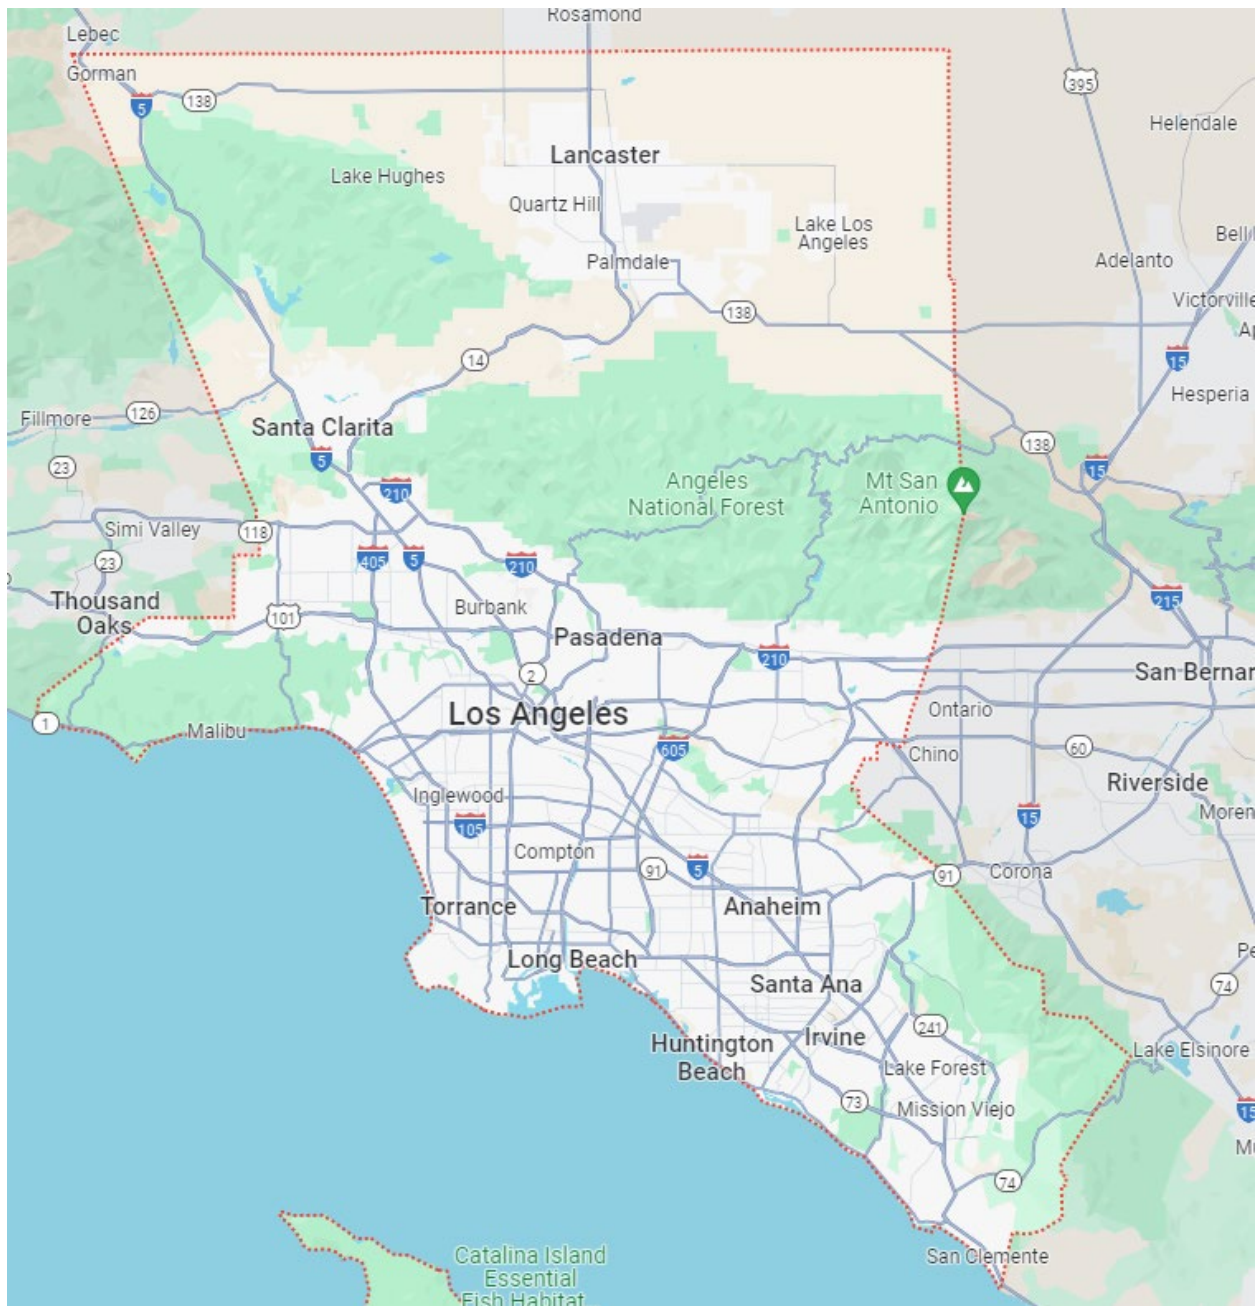 Rosamond
Lebec
Gorman
5
138
395
Helendale
Lancaster
Lake Hughes
Quartz Hill
Lake Los
Angeles
Palmdale
Adelanto
Victorville
138
14
15
Hesperia
Fillmore
126
Santa Clarita
5
23
138
15
210
Angeles
National Forest
Mt San
Antonio
118
Simi Valley
405
5
210
23
215
Thousand
Oaks
101
Burbank
Pasadena
210
2
San Bernar
1
Malibu
Los Angeles
605
Ontario
Chino
60
Riverside
Inglewood
105
15
Moren
Compton
91
5
91
Corona
Torrance
Anaheim
Long Beach
Santa Ana
74
Huntington
Beach
Irvine
241
Lake Elsinore
Lake Forest
73
Mission Viejo
15
74
San Clemente
Catalina Island
Essential
Fish Habitat